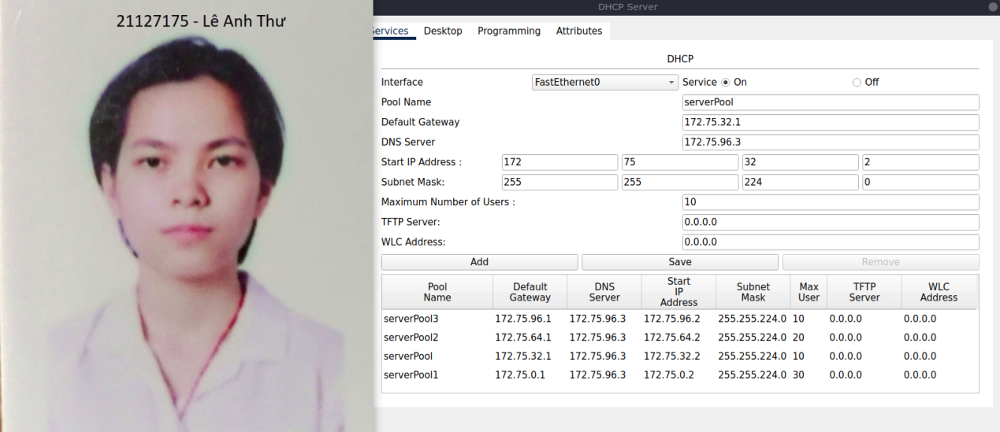 21127175 - Lê Anh Thư
DHCP Server
Services Desktop Programming Attributes
DHCP
Interface FastEthernet0 Service On Off
Pool Name serverPool
Default Gateway 172.75.32.1
DNS Server 172.75.96.3
Start IP Address : 172 75 32 2
Subnet Mask: 255 255 224 0
Maximum Number of Users : 10
TFTP Server: 0.0.0.0
WLC Address: 0.0.0.0
Add Save Remove
Pool Name Default Gateway DNS Server Start IP Address Subnet Mask Max User TFTP Server WLC Address
serverPool3 172.75.96.1 172.75.96.3 172.75.96.2 255.255.224.0 10 0.0.0.0 0.0.0.0
serverPool2 172.75.64.1 172.75.96.3 172.75.64.2 255.255.224.0 20 0.0.0.0 0.0.0.0
serverPool 172.75.32.1 172.75.96.3 172.75.32.2 255.255.224.0 10 0.0.0.0 0.0.0.0
serverPool1 172.75.0.1 172.75.96.3 172.75.0.2 255.255.224.0 30 0.0.0.0 0.0.0.0